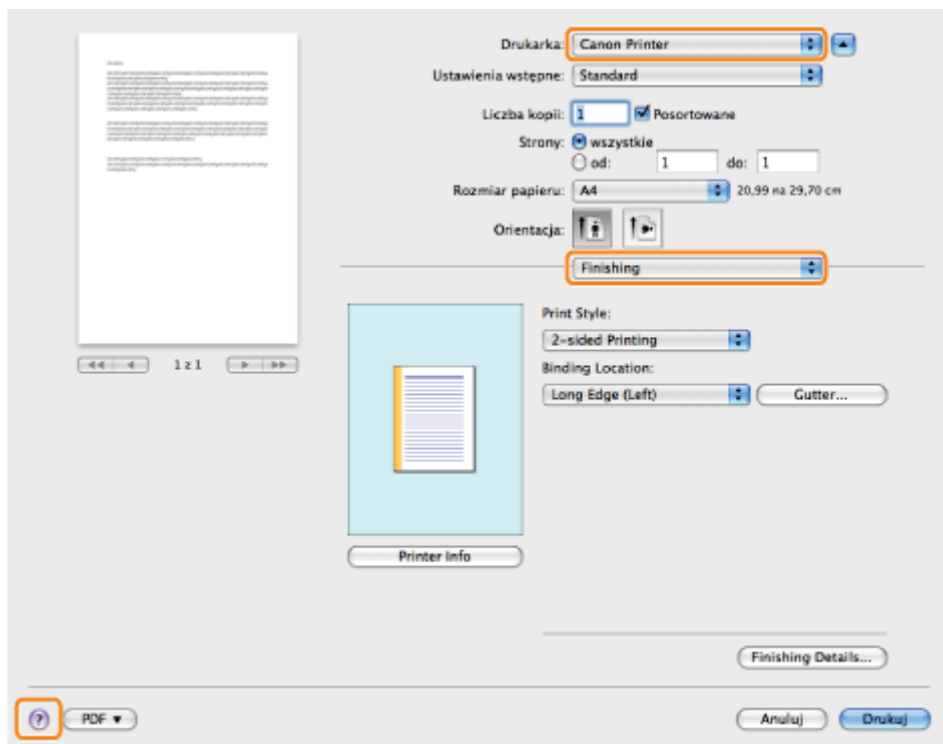 Drukarka: Canon Printer
Ustawienia wstępne: Standard
Liczba kopii: 1 Posortowane
Strony: wszystkie
od: 1 do: 1
Rozmiar papieru: A4 20,99 na 29,70 cm
Orientacja:
Finishing
Print Style:
2-sided Printing
1 z 1
Binding Location:
Long Edge (Left) Gutter...
Printer Info
Finishing Details...
? PDF Anuluj Drukuj